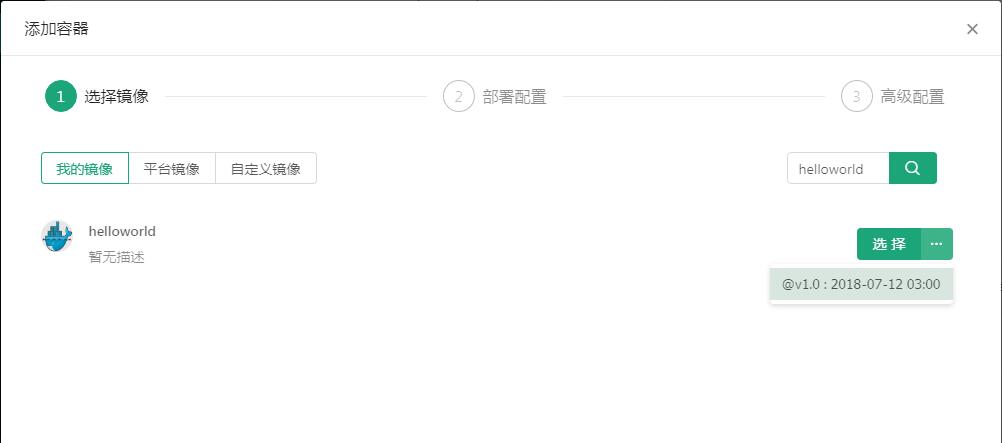 添加容器
1 选择镜像 2 部署配置 3 高级配置
我的镜像 平台镜像 自定义镜像 helloworld
helloworld
暂无描述
选 择
@v1.0 : 2018-07-12 03:00